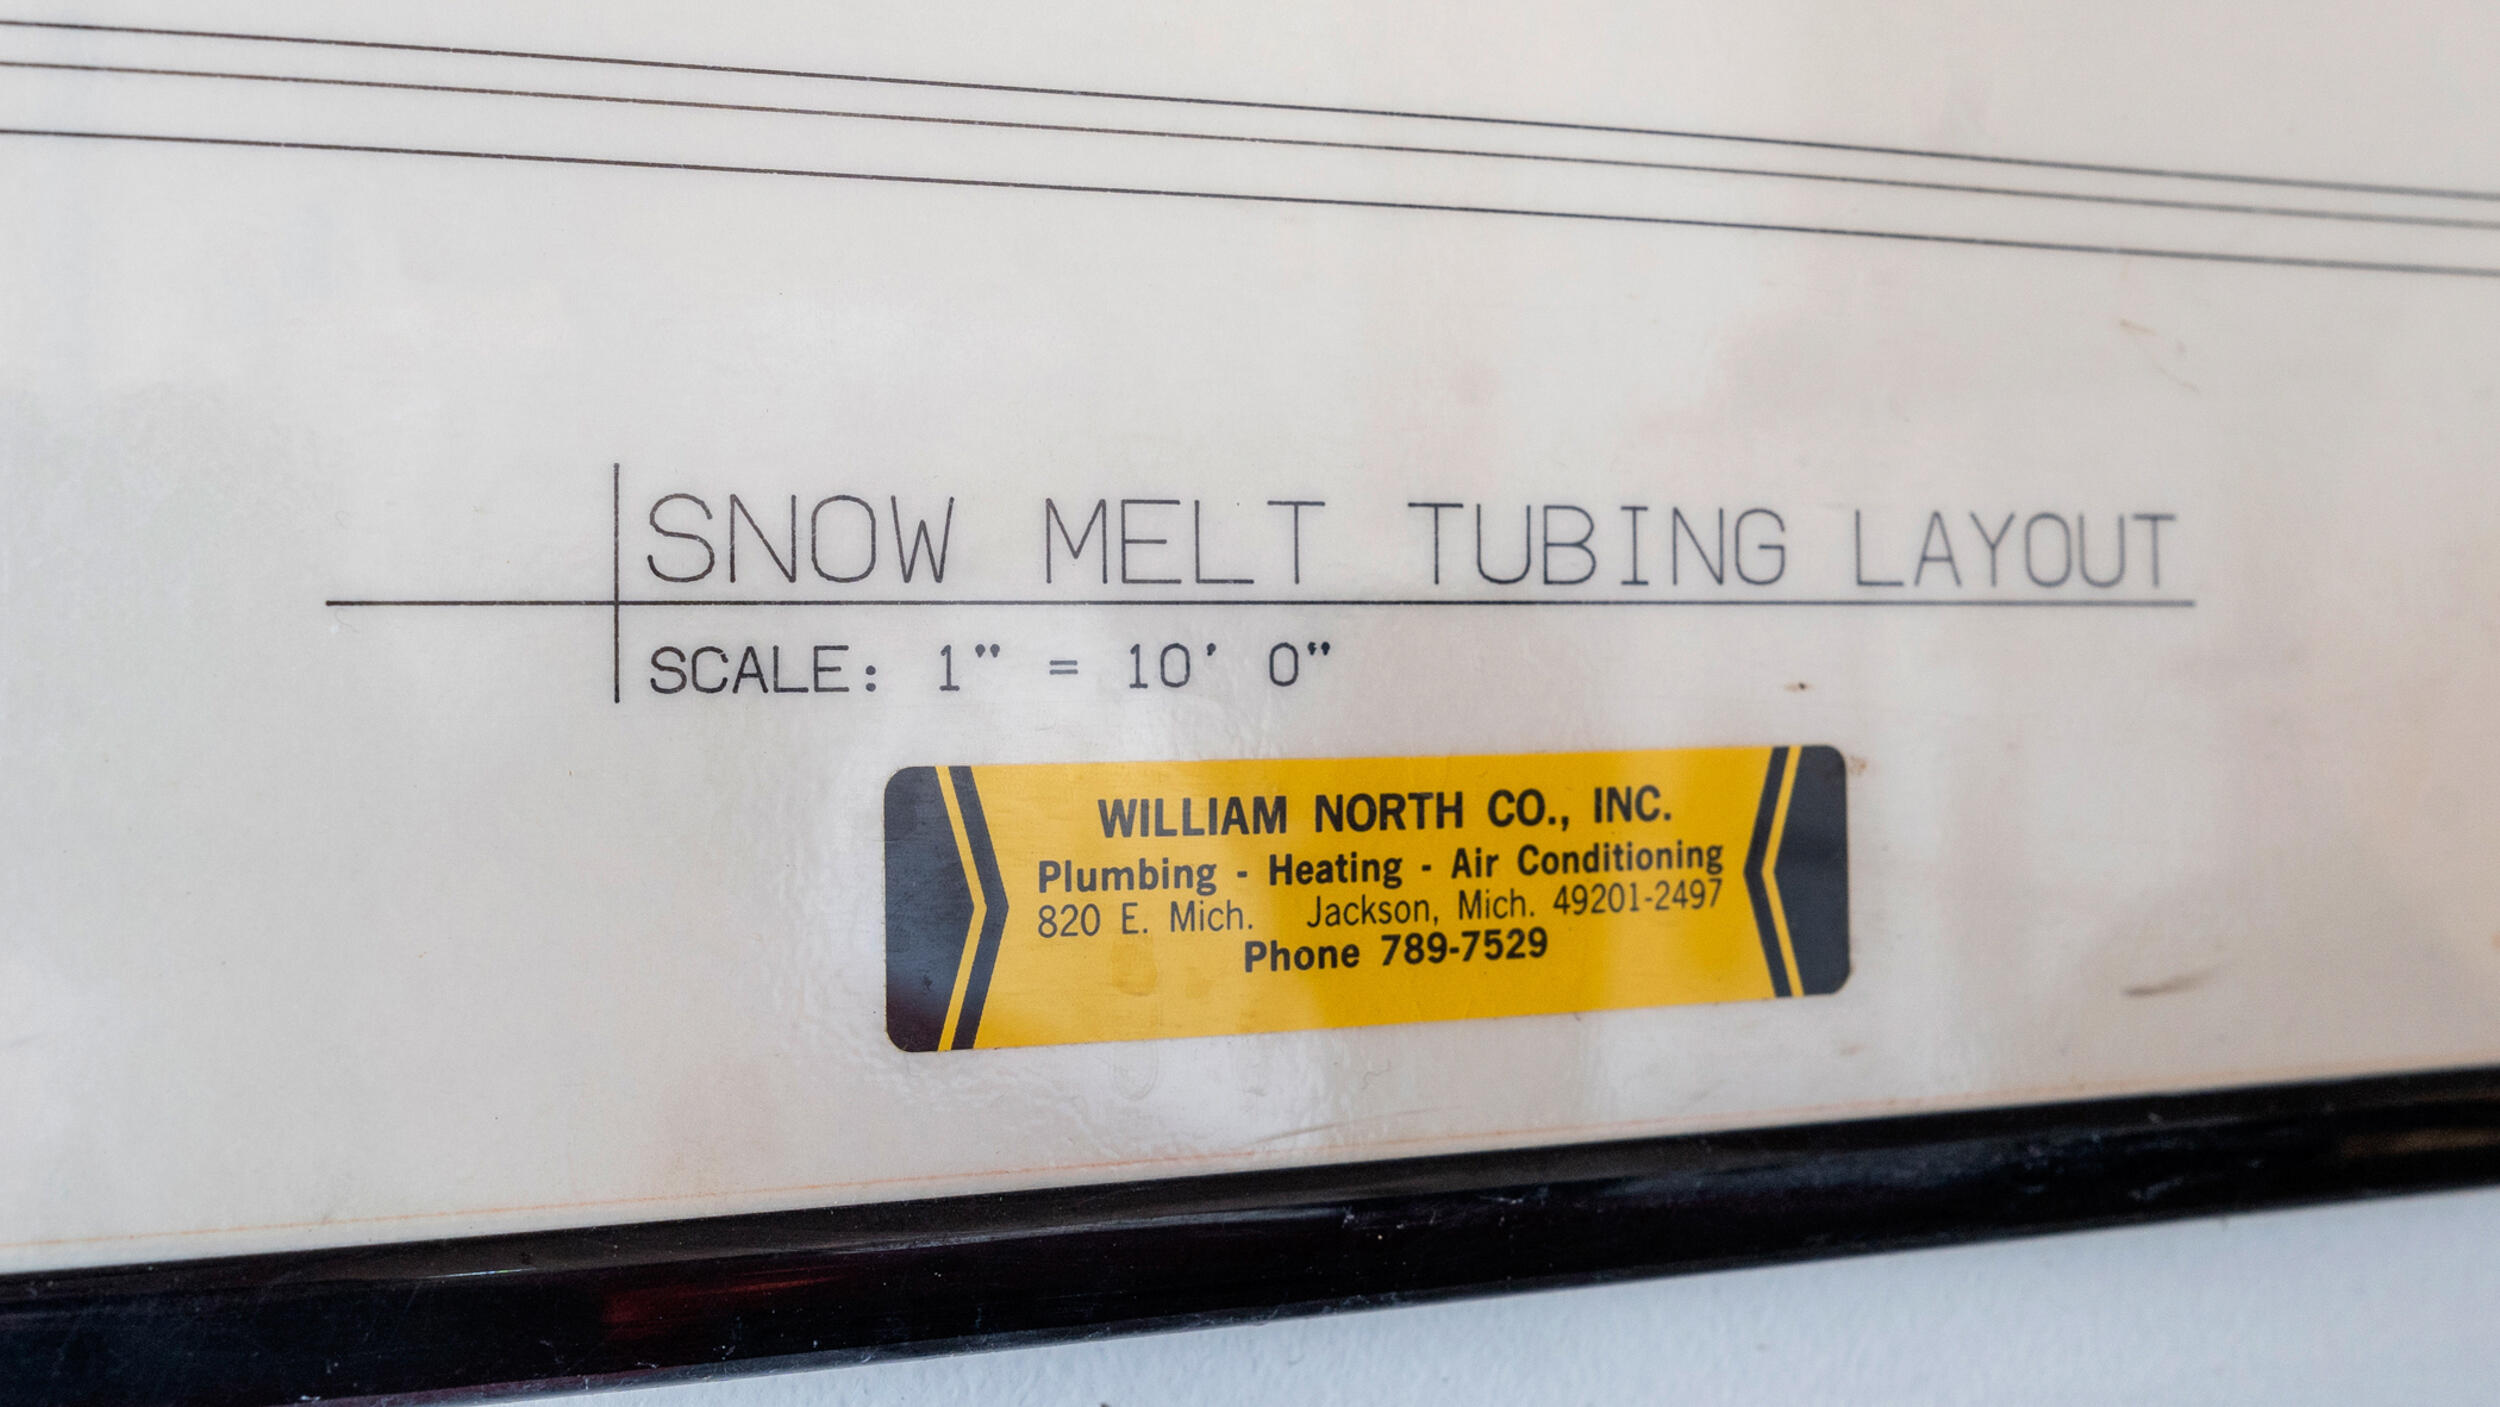 SNOW MELT TUBING LAYOUT
SCALE: 1" = 10' 0"
WILLIAM NORTH CO., INC.
Plumbing - Heating - Air Conditioning
820 E. Mich. Jackson, Mich. 49201-2497
Phone 789-7529